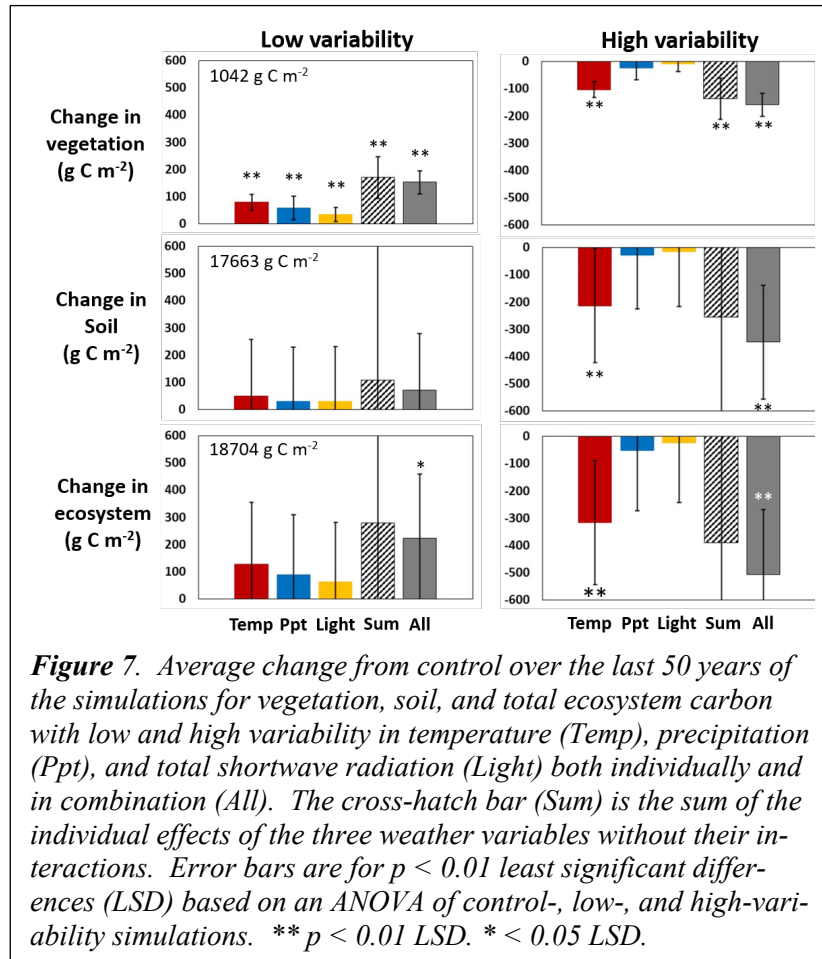 Low variability
High variability
Change in
vegetation
(g C m-2)
600
500
400
300
200
100
0
1042 g C m-2
**
**
**
**
**
0
-100
-200
-300
-400
-500
-600
**
**
**
Change in
Soil
(g C m-2)
600
500
400
300
200
100
0
17663 g C m-2
0
-100
-200
-300
-400
-500
-600
**
**
Change in
ecosystem
(g C m-2)
600
500
400
300
200
100
0
18704 g C m-2
*
0
-100
-200
-300
-400
-500
-600
**
**
Temp Ppt Light Sum All
Temp Ppt Light Sum All
Figure 7. Average change from control over the last 50 years of
the simulations for vegetation, soil, and total ecosystem carbon
with low and high variability in temperature (Temp), precipitation
(Ppt), and total shortwave radiation (Light) both individually and
in combination (All). The cross-hatch bar (Sum) is the sum of the
individual effects of the three weather variables without their in-
teractions. Error bars are for p < 0.01 least significant differ-
ences (LSD) based on an ANOVA of control-, low-, and high-vari-
ability simulations. ** p < 0.01 LSD. * < 0.05 LSD.